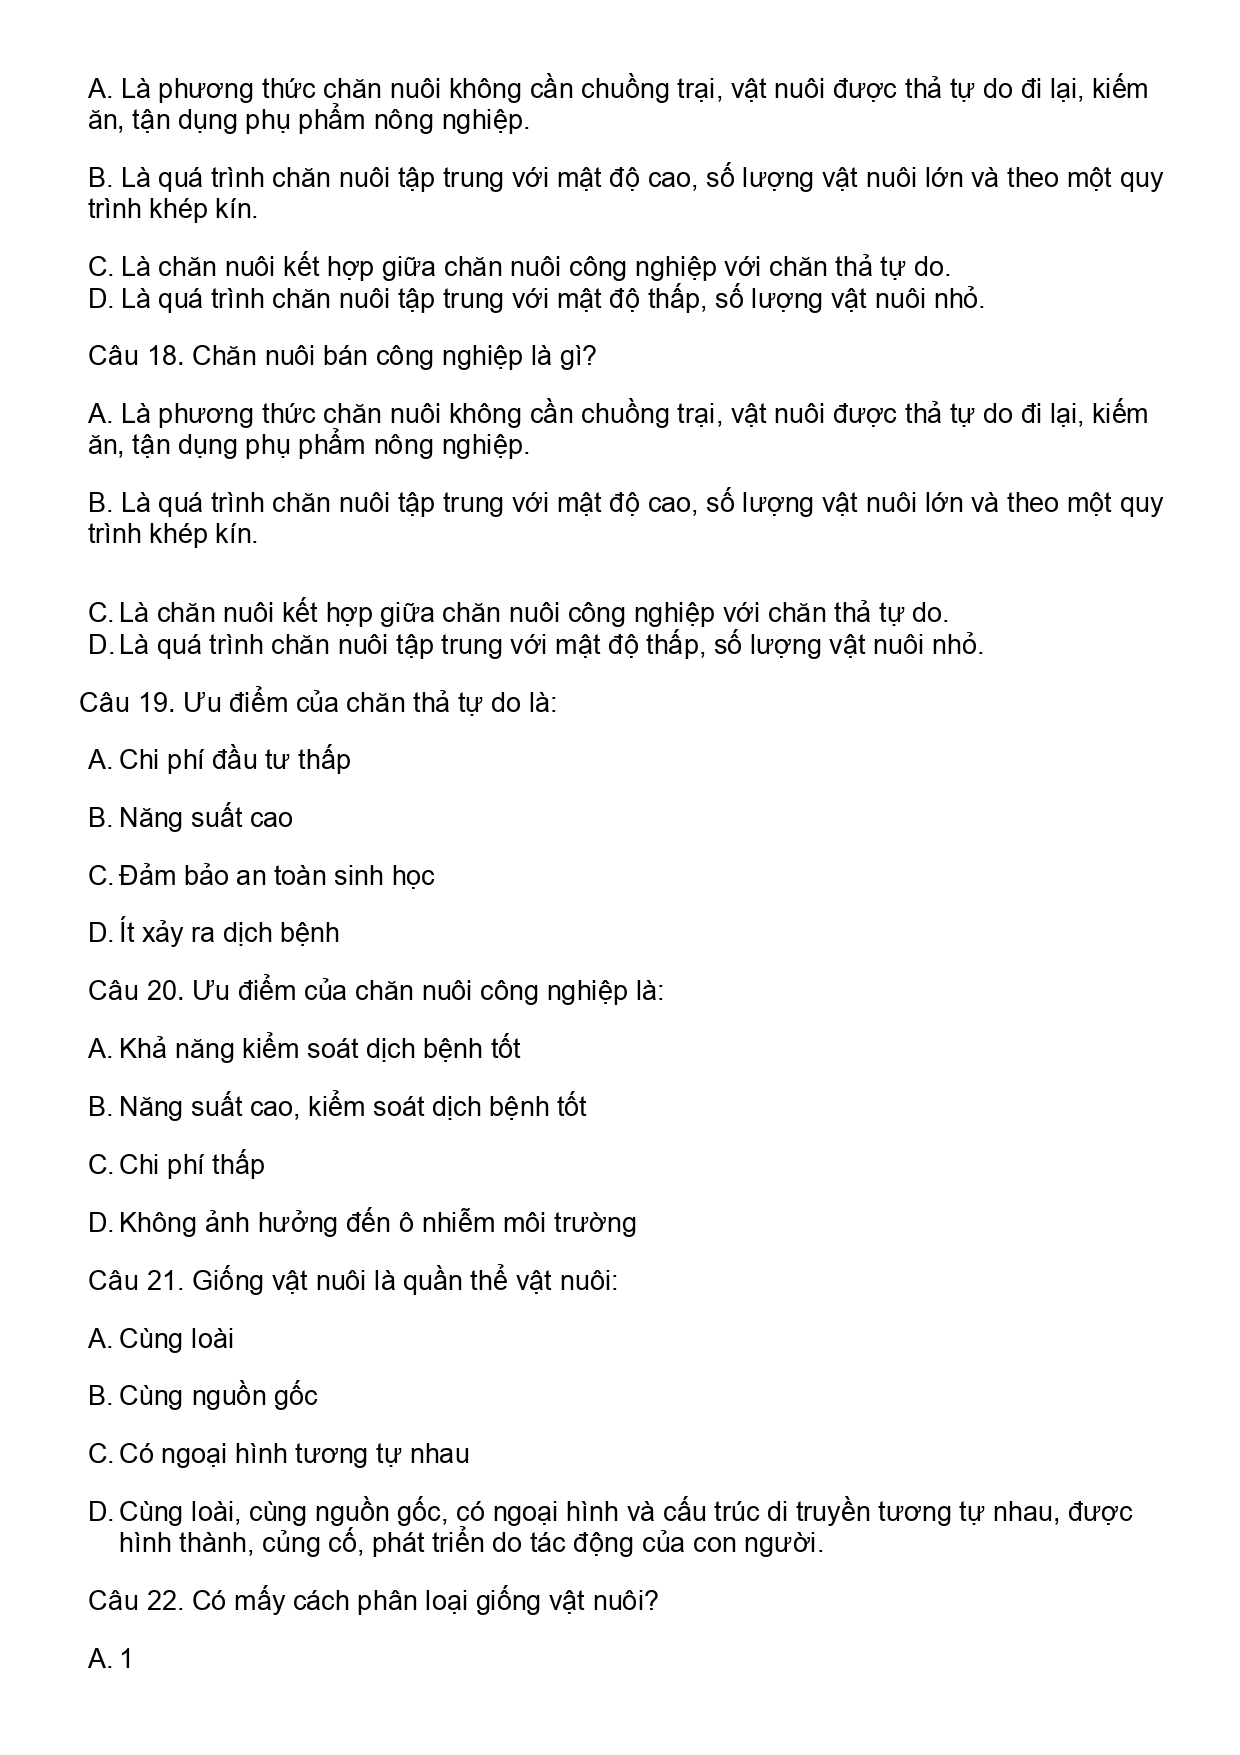 A. Là phương thức chăn nuôi không cần chuồng trại, vật nuôi được thả tự do đi lại, kiếm
ăn, tận dụng phụ phẩm nông nghiệp.
B. Là quá trình chăn nuôi tập trung với mật độ cao, số lượng vật nuôi lớn và theo một quy
trình khép kín.
C. Là chăn nuôi kết hợp giữa chăn nuôi công nghiệp với chăn thả tự do.
D. Là quá trình chăn nuôi tập trung với mật độ thấp, số lượng vật nuôi nhỏ.
Câu 18. Chăn nuôi bán công nghiệp là gì?
A. Là phương thức chăn nuôi không cần chuồng trại, vật nuôi được thả tự do đi lại, kiếm
ăn, tận dụng phụ phẩm nông nghiệp.
B. Là quá trình chăn nuôi tập trung với mật độ cao, số lượng vật nuôi lớn và theo một quy
trình khép kín.
C. Là chăn nuôi kết hợp giữa chăn nuôi công nghiệp với chăn thả tự do.
D. Là quá trình chăn nuôi tập trung với mật độ thấp, số lượng vật nuôi nhỏ.
Câu 19. Ưu điểm của chăn thả tự do là:
A. Chi phí đầu tư thấp
B. Năng suất cao
C. Đảm bảo an toàn sinh học
D. Ít xảy ra dịch bệnh
Câu 20. Ưu điểm của chăn nuôi công nghiệp là:
A. Khả năng kiểm soát dịch bệnh tốt
B. Năng suất cao, kiểm soát dịch bệnh tốt
C. Chi phí thấp
D. Không ảnh hưởng đến ô nhiễm môi trường
Câu 21. Giống vật nuôi là quần thể vật nuôi:
A. Cùng loài
B. Cùng nguồn gốc
C. Có ngoại hình tương tự nhau
D. Cùng loài, cùng nguồn gốc, có ngoại hình và cấu trúc di truyền tương tự nhau, được
hình thành, củng cố, phát triển do tác động của con người.
Câu 22. Có mấy cách phân loại giống vật nuôi?
A. 1